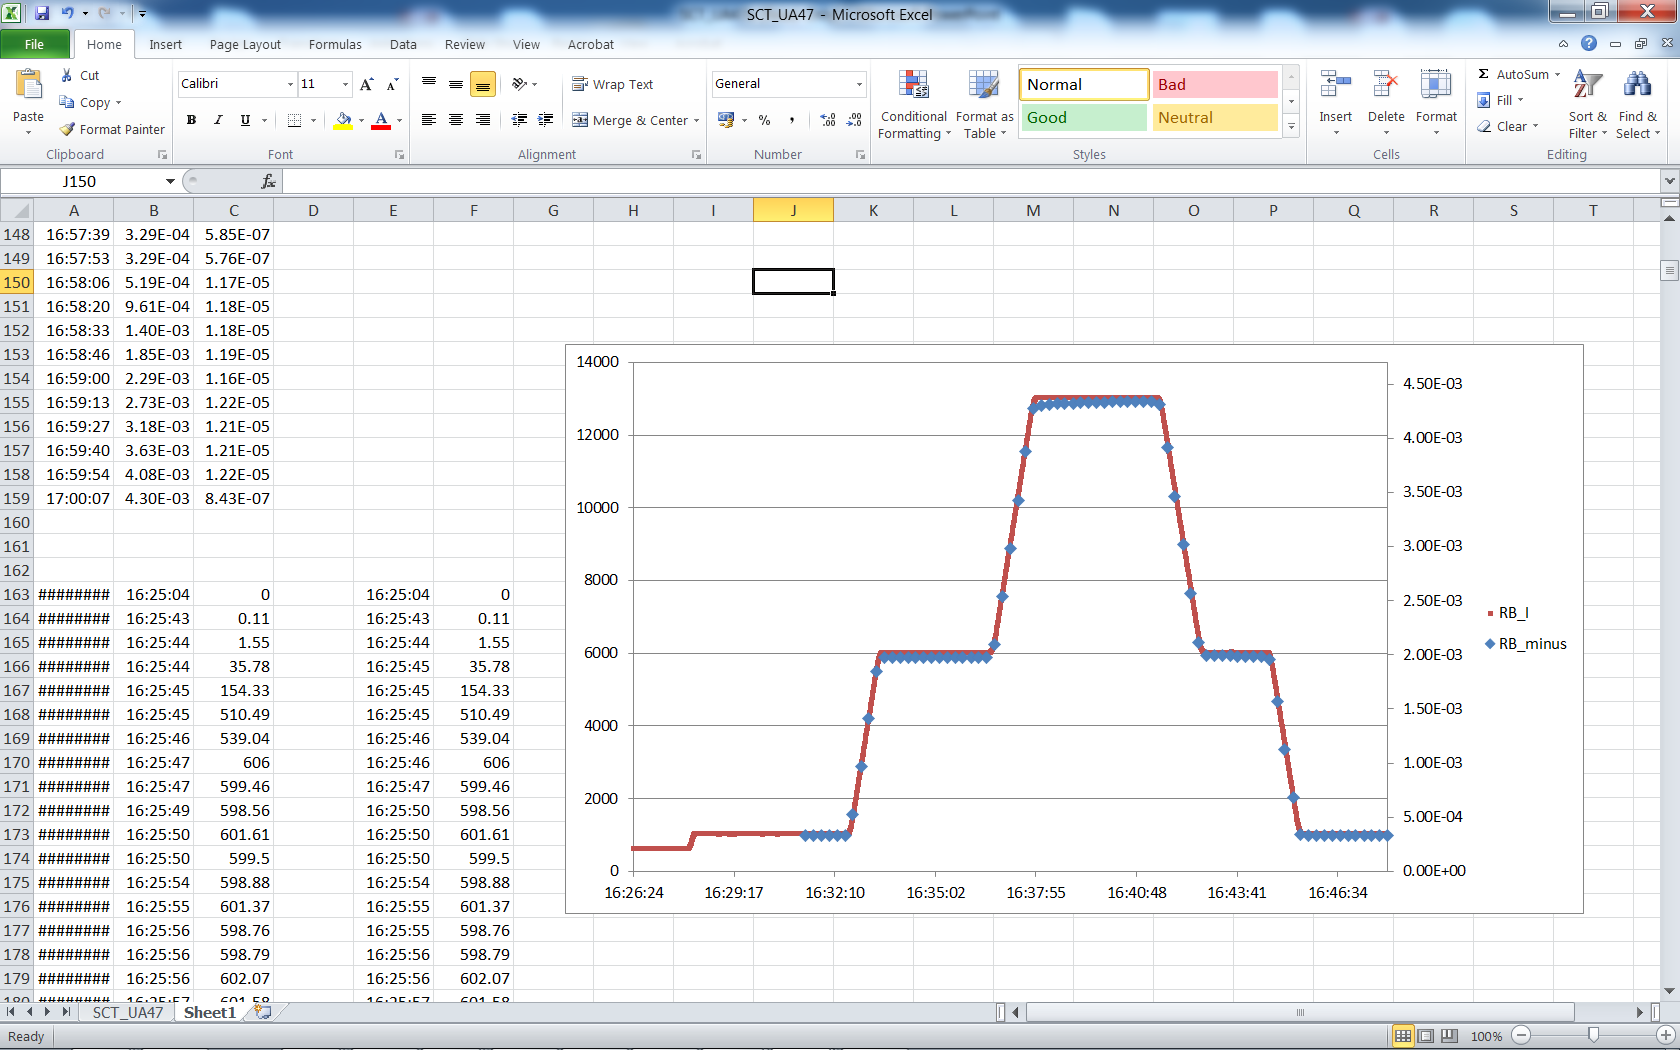 SCT_UA47 - Microsoft Excel
File Home Insert Page Layout Formulas Data Review View Acrobat
Paste
Cut
Copy
Format Painter
Clipboard
Calibri 11
B I U
Font
Wrap Text
Merge & Center
Alignment
General
% ,
Number
Conditional Formatting
Format as Table
Normal Bad
Good Neutral
Styles
Insert Delete Format
Cells
AutoSum
Fill
Clear
Sort & Filter
Find & Select
Editing
J150 fx
A B C D E F G H I J K L M N O P Q R S T
148 16:57:39 3.29E-04 5.85E-07
149 16:57:53 3.29E-04 5.76E-07
150 16:58:06 5.19E-04 1.17E-05
151 16:58:20 9.61E-04 1.18E-05
152 16:58:33 1.40E-03 1.18E-05
153 16:58:46 1.85E-03 1.19E-05
154 16:59:00 2.29E-03 1.16E-05
155 16:59:13 2.73E-03 1.22E-05
156 16:59:27 3.18E-03 1.21E-05
157 16:59:40 3.63E-03 1.21E-05
158 16:59:54 4.08E-03 1.22E-05
159 17:00:07 4.30E-03 8.43E-07
160
161
162
163 ######## 16:25:04 0 16:25:04 0
164 ######## 16:25:43 0.11 16:25:43 0.11
165 ######## 16:25:44 1.55 16:25:44 1.55
166 ######## 16:25:44 35.78 16:25:45 35.78
167 ######## 16:25:45 154.33 16:25:45 154.33
168 ######## 16:25:45 510.49 16:25:45 510.49
169 ######## 16:25:46 539.04 16:25:46 539.04
170 ######## 16:25:47 606 16:25:46 606
171 ######## 16:25:47 599.46 16:25:47 599.46
172 ######## 16:25:49 598.56 16:25:50 598.56
173 ######## 16:25:50 601.61 16:25:50 601.61
174 ######## 16:25:50 599.5 16:25:50 599.5
175 ######## 16:25:54 598.88 16:25:54 598.88
176 ######## 16:25:55 601.37 16:25:55 601.37
177 ######## 16:25:56 598.76 16:25:55 598.76
178 ######## 16:25:56 598.79 16:25:56 598.79
179 ######## 16:25:56 602.07 16:25:56 602.07
180 ######## 16:25:57 601.58 16:25:57 601.58
14000
12000
10000
8000
6000
4000
2000
0
4.50E-03
4.00E-03
3.50E-03
3.00E-03
2.50E-03
2.00E-03
1.50E-03
1.00E-03
5.00E-04
0.00E+00
16:26:24 16:29:17 16:32:10 16:35:02 16:37:55 16:40:48 16:43:41 16:46:34
RB_I
RB_minus
SCT_UA47 Sheet1
Ready 100%